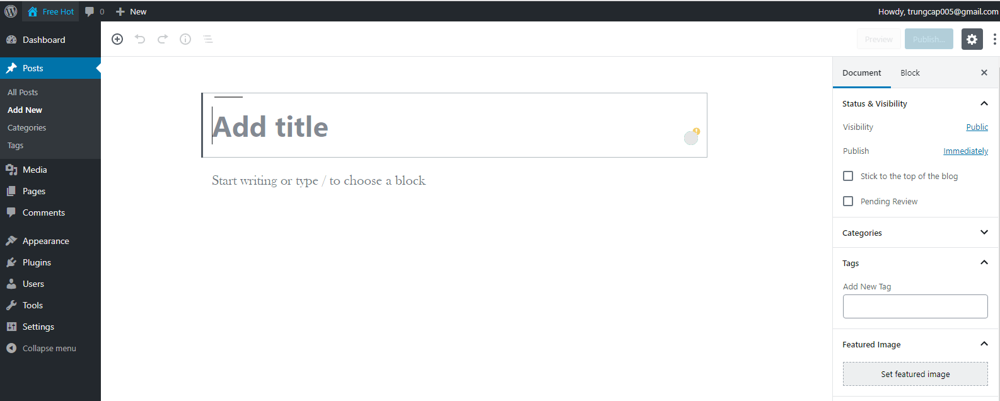 Free Hot 0 New Howdy, trungcap005@gmail.com
Dashboard
Posts
All Posts
Add New
Categories
Tags
Media
Pages
Comments
Appearance
Plugins
Users
Tools
Settings
Collapse menu
Preview Publish...
Add title
Start writing or type / to choose a block
Document Block
Status & Visibility
Visibility Public
Publish Immediately
Stick to the top of the blog
Pending Review
Categories
Tags
Add New Tag
Featured Image
Set featured image